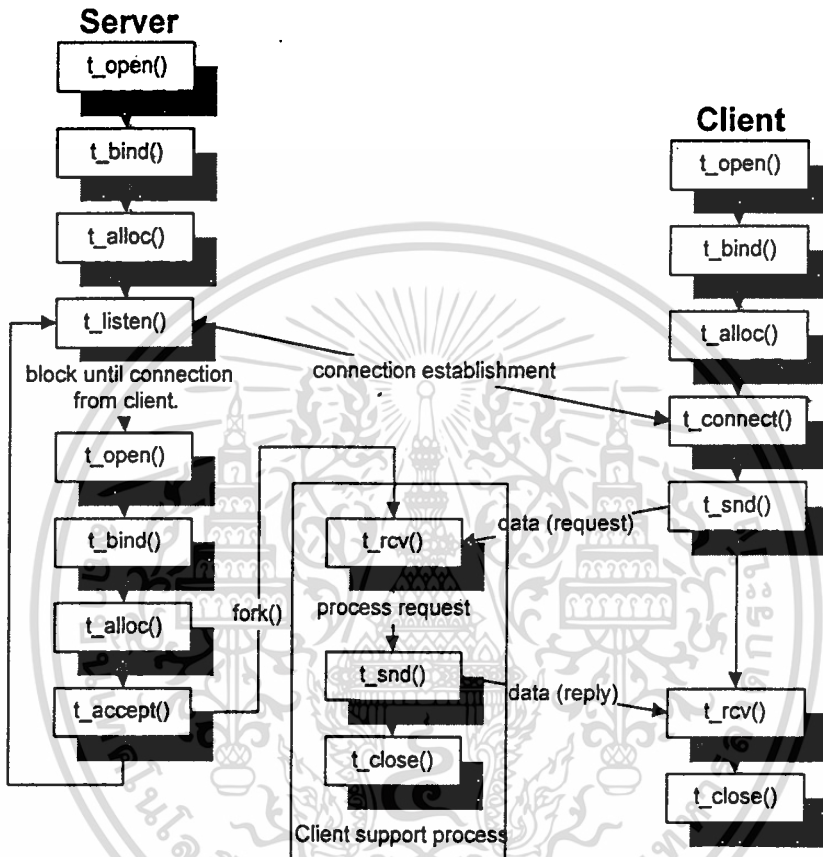 Server
t_open()
t_bind()
t_alloc()
t_listen()
block until connection
from client.
t_open()
t_bind()
t_alloc()
t_accept()
fork()
connection establishment
t_rcv()
process request
t_snd()
t_close()
Client support process
data (request)
data (reply)
Client
t_open()
t_bind()
t_alloc()
t_connect()
t_snd()
t_rcv()
t_close()